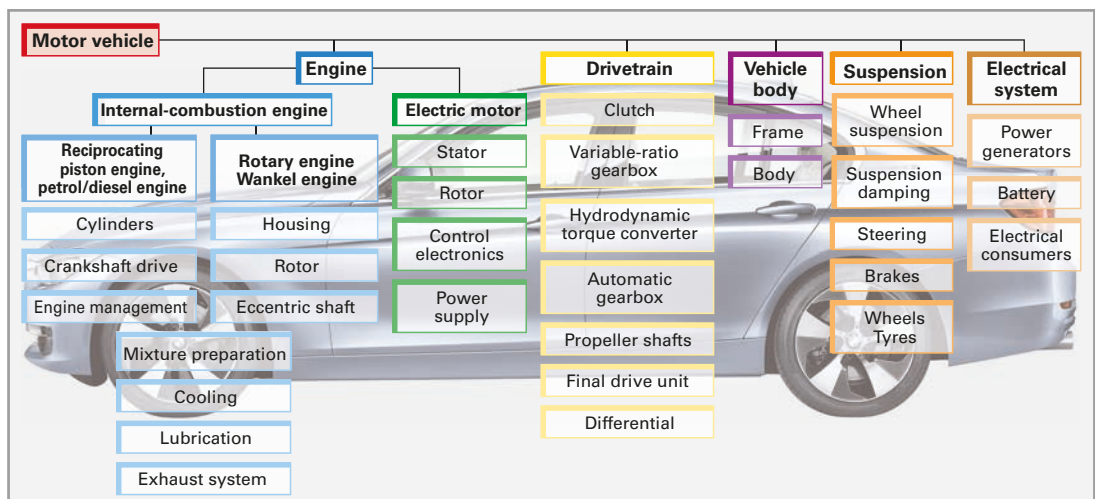 Motor vehicle
Engine
Internal-combustion engine
Reciprocating
piston engine,
petrol/diesel engine
Cylinders
Crankshaft drive
Engine management
Rotary engine
Wankel engine
Housing
Rotor
Eccentric shaft
Mixture preparation
Cooling
Lubrication
Exhaust system
Electric motor
Stator
Rotor
Control
electronics
Power
supply
Drivetrain
Clutch
Variable-ratio
gearbox
Hydrodynamic
torque converter
Automatic
gearbox
Propeller shafts
Final drive unit
Differential
Vehicle
body
Frame
Body
Suspension
Wheel
suspension
Suspension
damping
Steering
Brakes
Wheels
Tyres
Electrical
system
Power
generators
Battery
Electrical
consumers